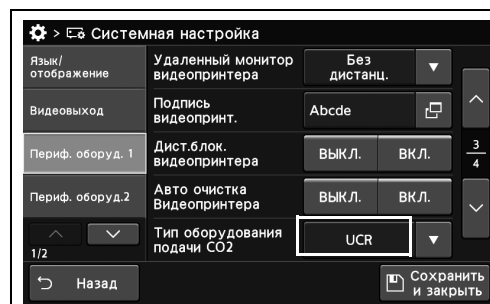 > Системная настройка
Язык/
отображение
Видеовыход
Периф. оборуд. 1
Периф. оборуд.2
1/2
Удаленный монитор
видеопринтера
Без
дистанц.
Подпись
видеопринт.
Abcde
Дист.блок.
видеопринтера
ВЫКЛ.
ВКЛ.
Авто очистка
Видеопринтера
ВЫКЛ.
ВКЛ.
Тип оборудования
подачи CO2
UCR
3
4
Назад
Сохранить
и закрыть